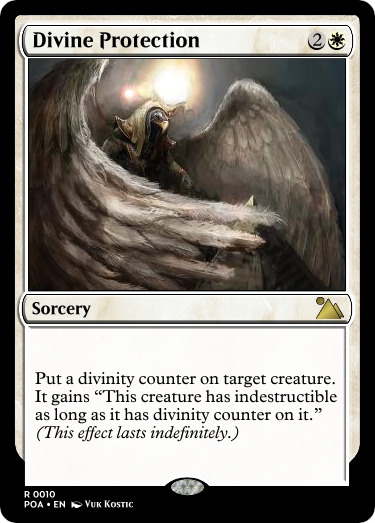 Divine Protection 2
Sorcery
Put a divinity counter on target creature.
It gains “This creature has indestructible
as long as it has divinity counter on it.”
(This effect lasts indefinitely.)
R 0010
POA • EN Vuk Kostic